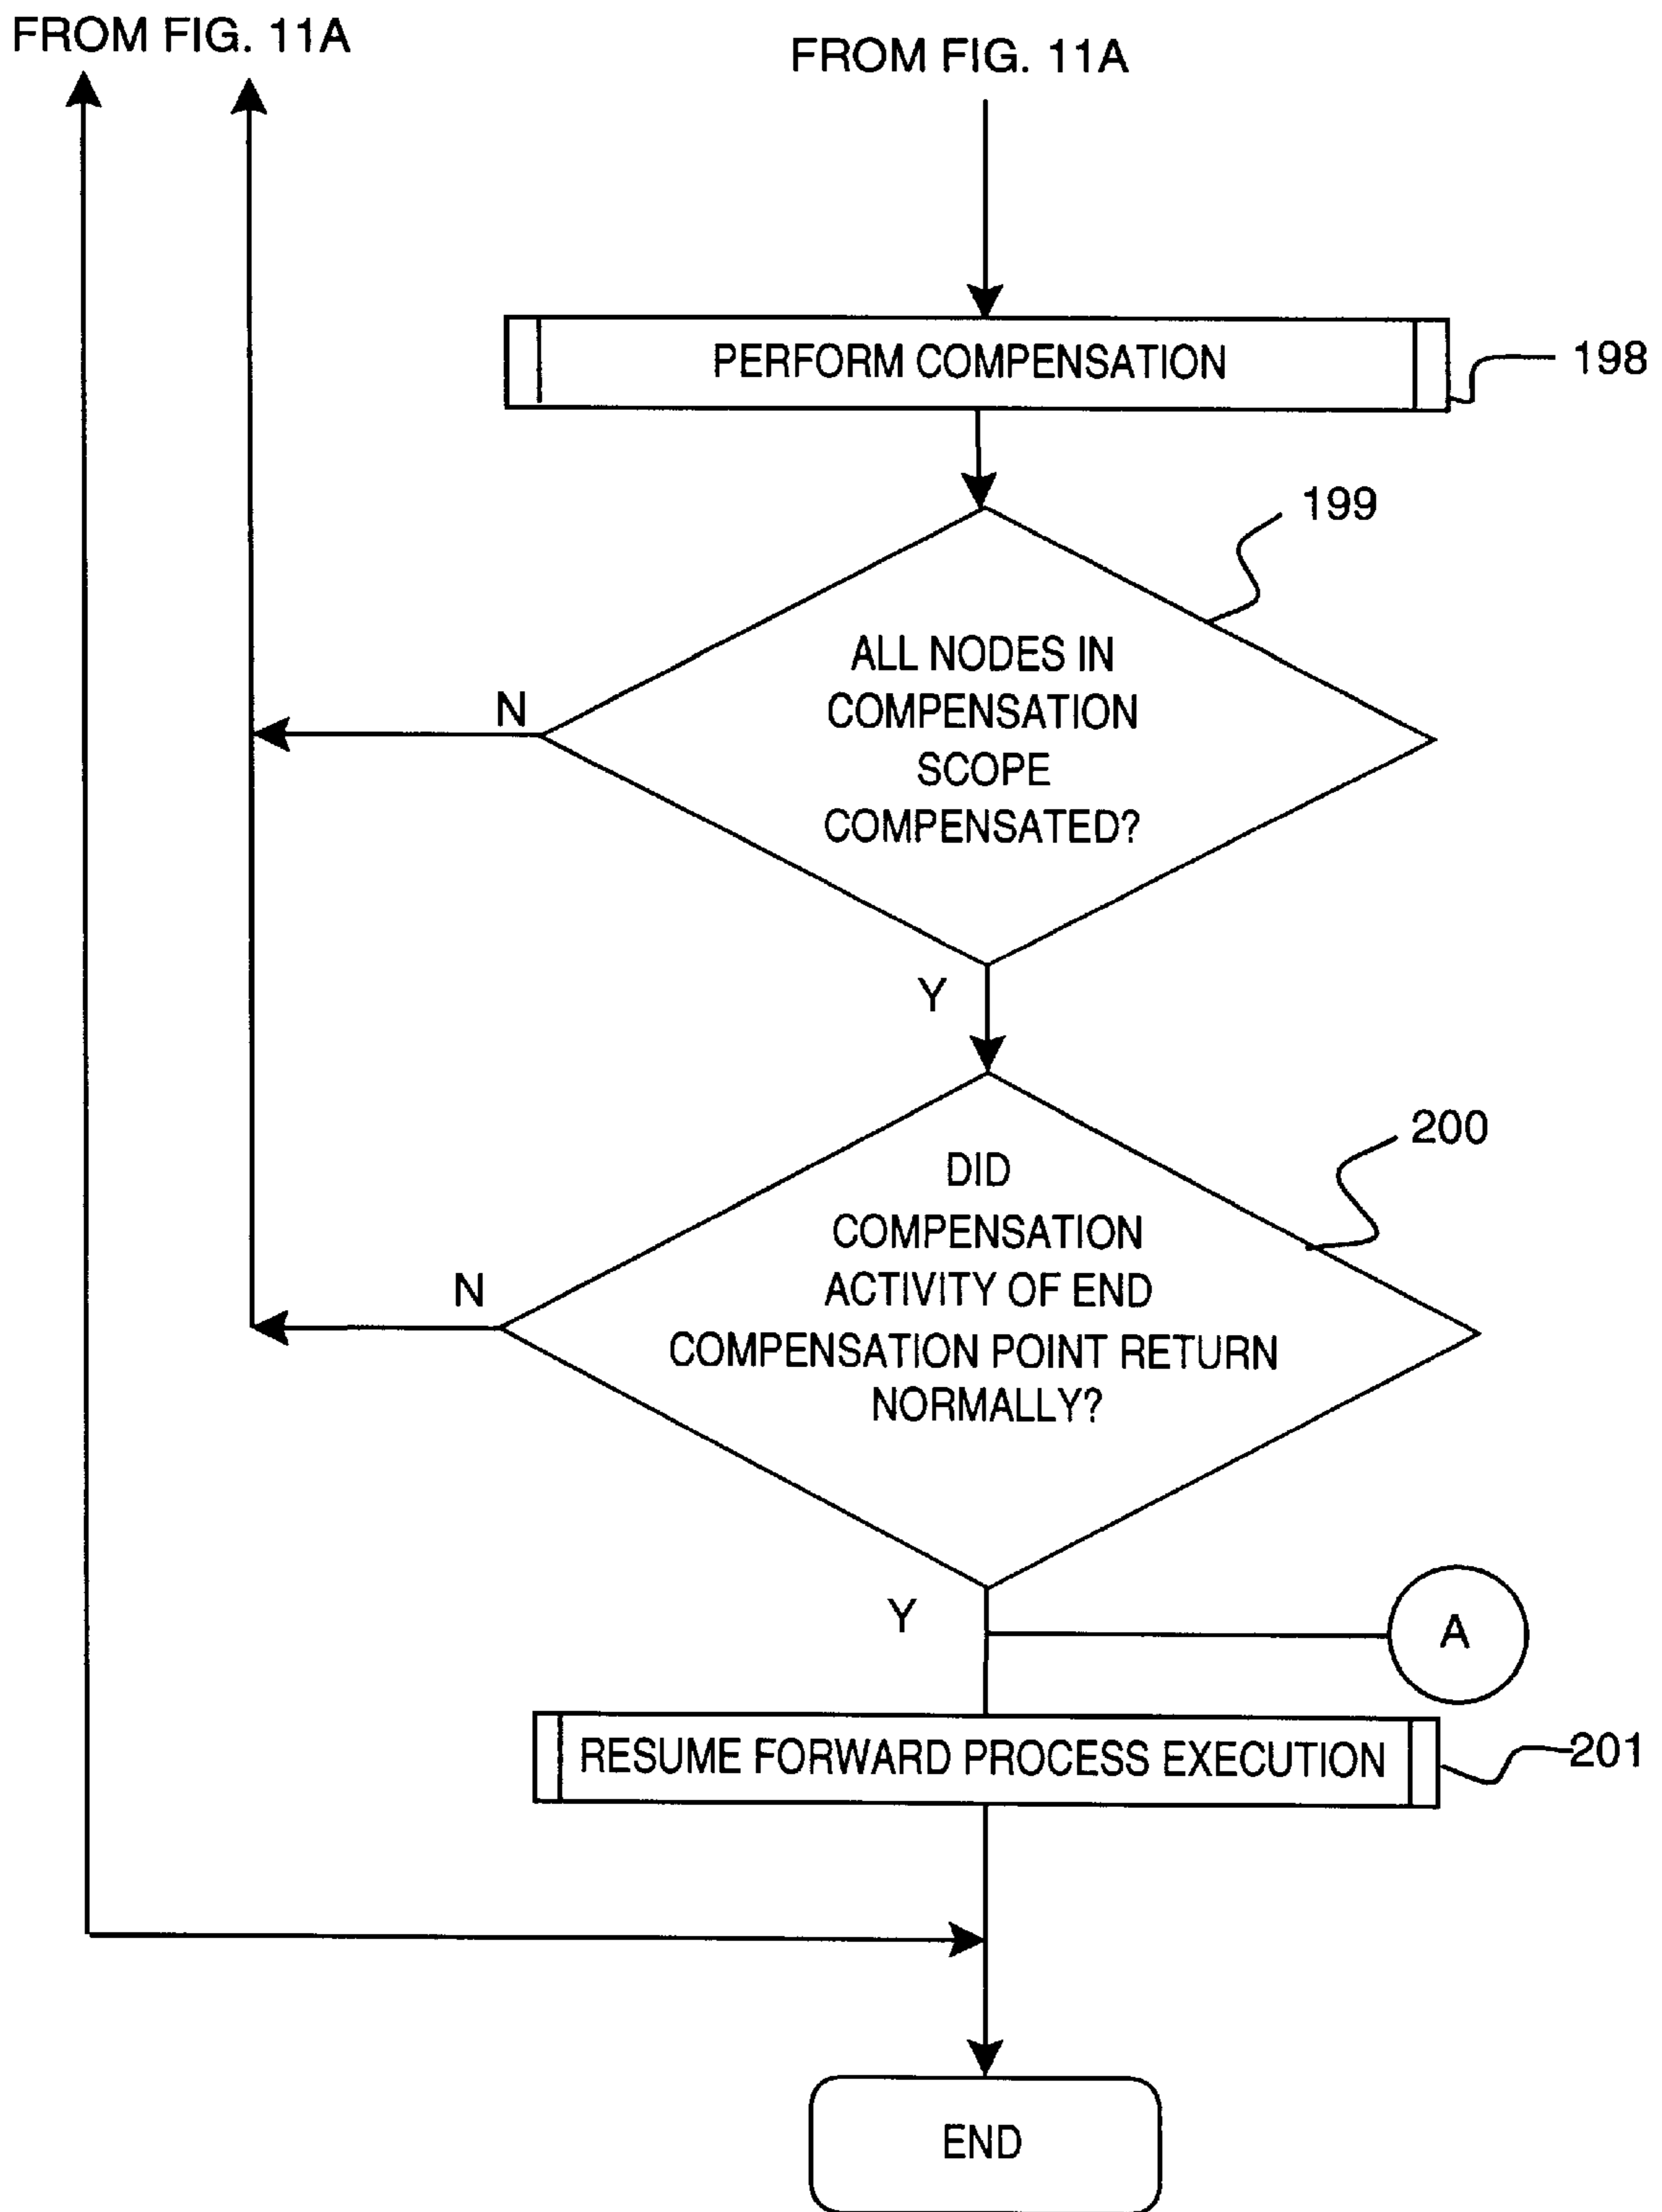 FROM FIG. 11A
FROM FIG. 11A
PERFORM COMPENSATION
198
199
ALL NODES IN
COMPENSATION
SCOPE
COMPENSATED?
N
Y
200
DID
COMPENSATION
ACTIVITY OF END
COMPENSATION POINT RETURN
NORMALLY?
N
Y
A
RESUME FORWARD PROCESS EXECUTION
201
END